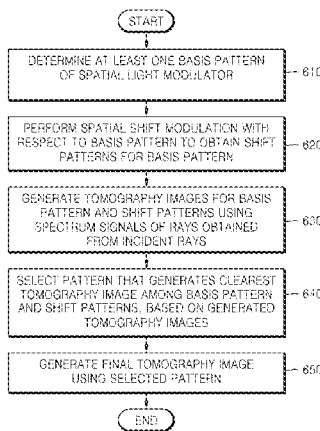 START
DETERMINE AT LEAST ONE BASIS PATTERN
OF SPATIAL LIGHT MODULATOR
610
PERFORM SPATIAL SHIFT MODULATION WITH
RESPECT TO BASIS PATTERN TO OBTAIN SHIFT
PATTERNS FOR BASIS PATTERN
620
GENERATE TOMOGRAPHY IMAGES FOR BASIS
PATTERN AND SHIFT PATTERNS USING
SPECTRUM SIGNALS OF RAYS OBTAINED
FROM INCIDENT RAYS
630
SELECT PATTERN THAT GENERATES CLEAREST
TOMOGRAPHY IMAGE AMONG BASIS PATTERN
AND SHIFT PATTERNS, BASED ON GENERATED
TOMOGRAPHY IMAGES
640
GENERATE FINAL TOMOGRAPHY IMAGE
USING SELECTED PATTERN
650
END